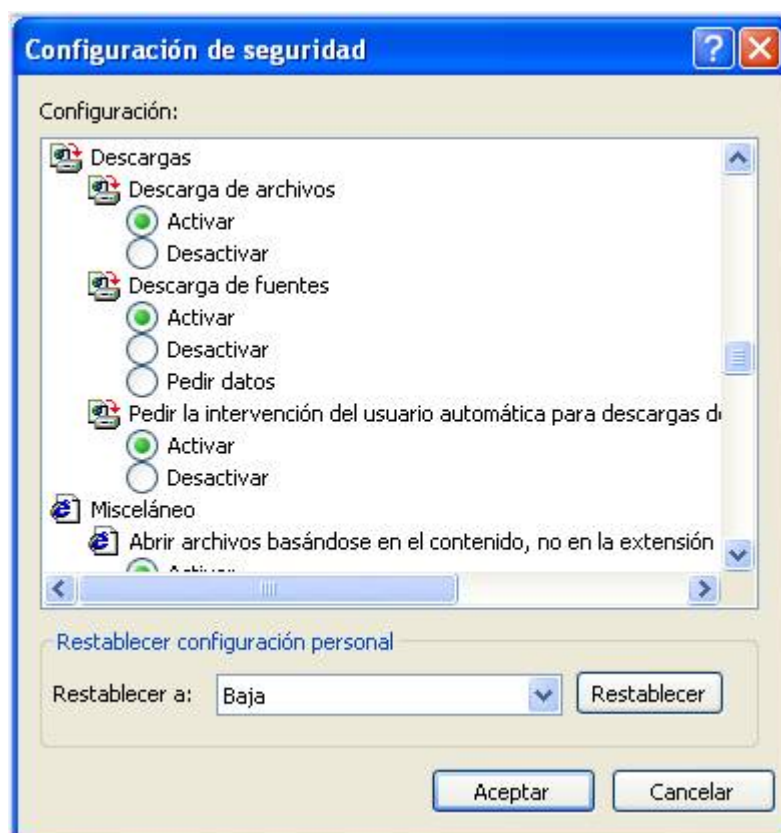 Configuración de seguridad
Configuración:
Descargas
Descarga de archivos
Activar
Desactivar
Descarga de fuentes
Activar
Desactivar
Pedir datos
Pedir la intervención del usuario automática para descargas d
Activar
Desactivar
Misceláneo
Abrir archivos basándose en el contenido, no en la extensión
Restablecer configuración personal
Restablecer a:
Baja
Restablecer
Aceptar
Cancelar